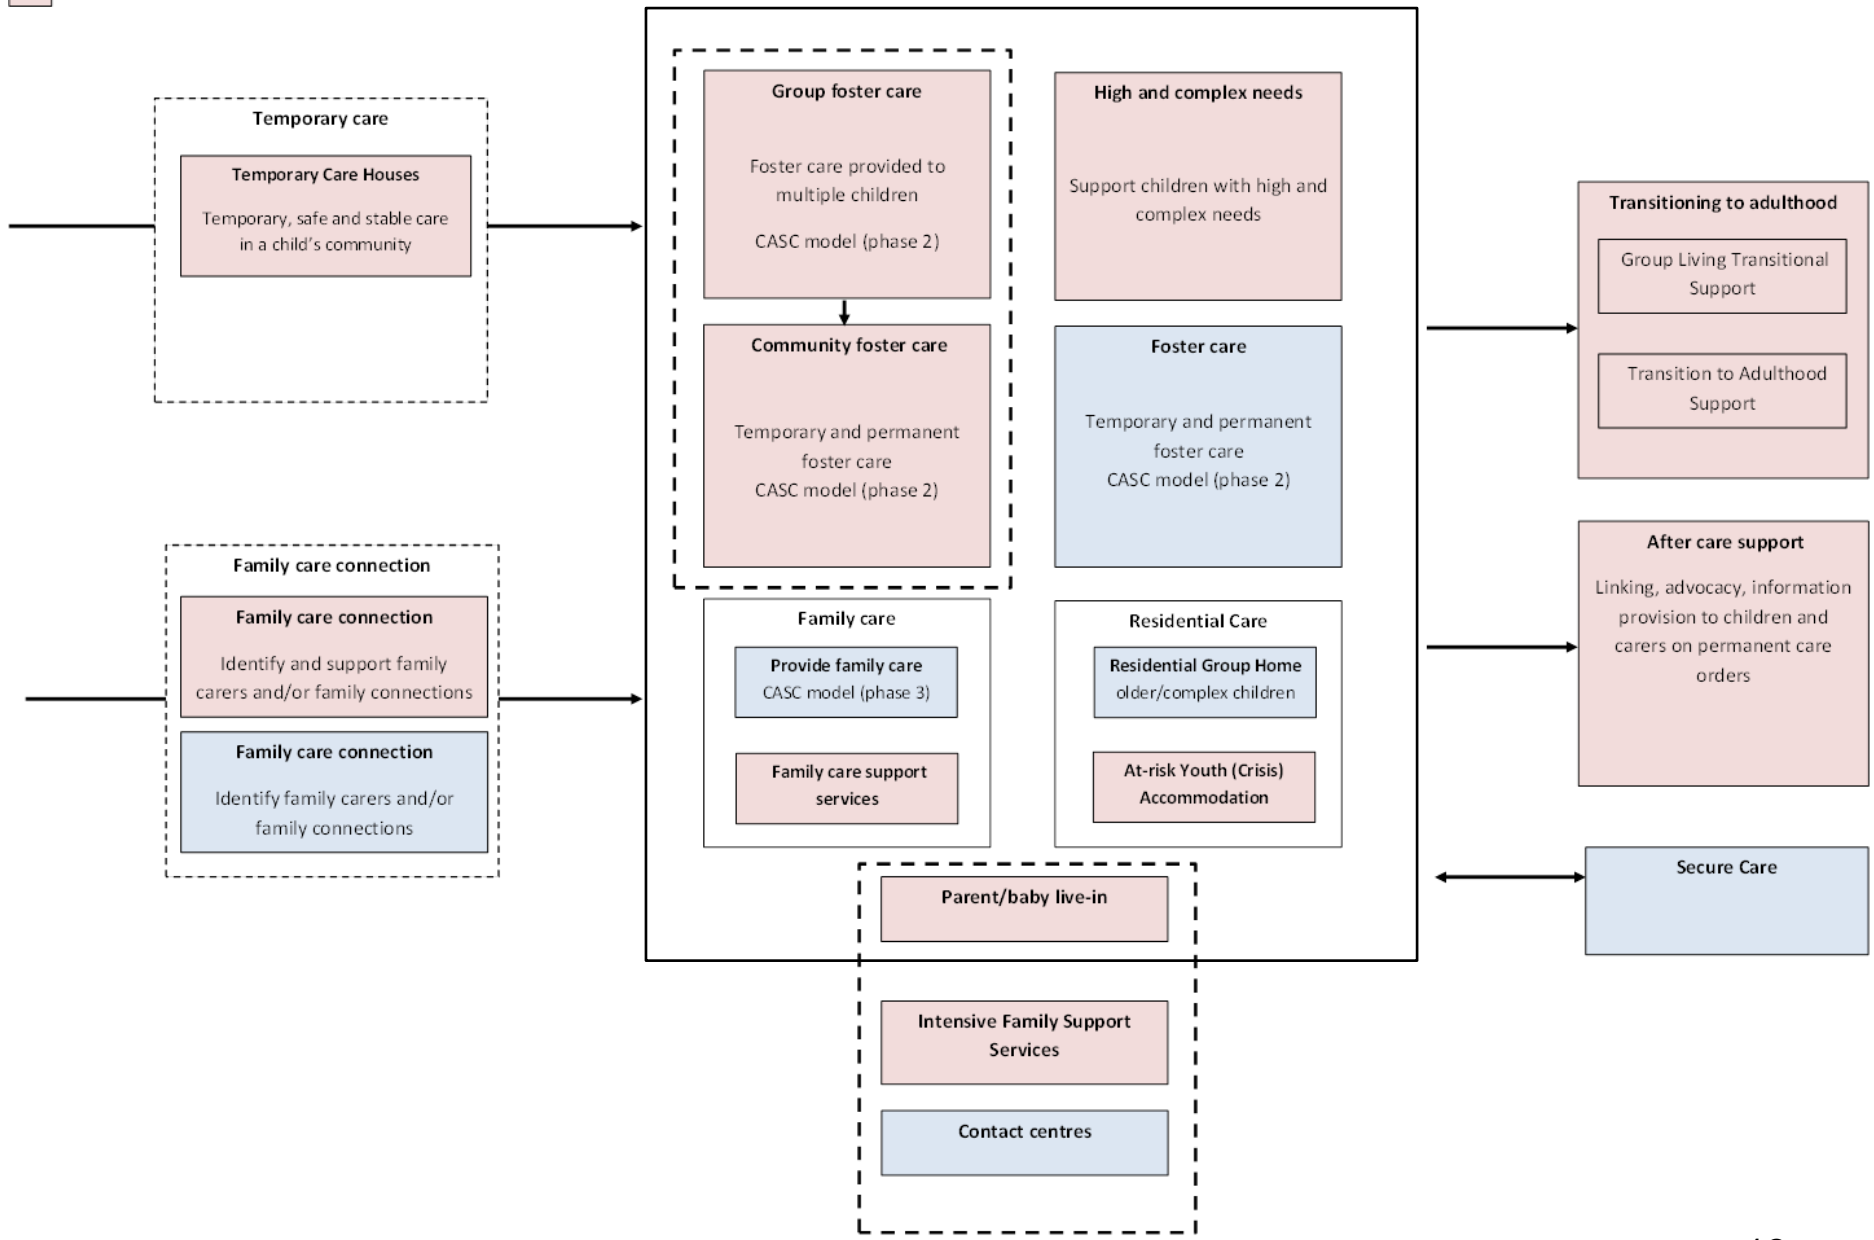 Temporary care
Temporary Care Houses
Temporary, safe and stable care
in a child's community
Family care connection
Family care connection
Identify and support family
carers and/or family connections
Family care connection
Identify family carers and/or
family connections
Group foster care
Foster care provided to
multiple children
CASC model (phase 2)
Community foster care
Temporary and permanent
foster care
CASC model (phase 2)
High and complex needs
Support children with high and
complex needs
Foster care
Temporary and permanent
foster care
CASC model (phase 2)
Family care
Provide family care
CASC model (phase 3)
Family care support
services
Residential Care
Residential Group Home
older/complex children
At-risk Youth (Crisis)
Accommodation
Parent/baby live-in
Intensive Family Support
Services
Contact centres
Transitioning to adulthood
Group Living Transitional
Support
Transition to Adulthood
Support
After care support
Linking, advocacy, information
provision to children and
carers on permanent care
orders
Secure Care